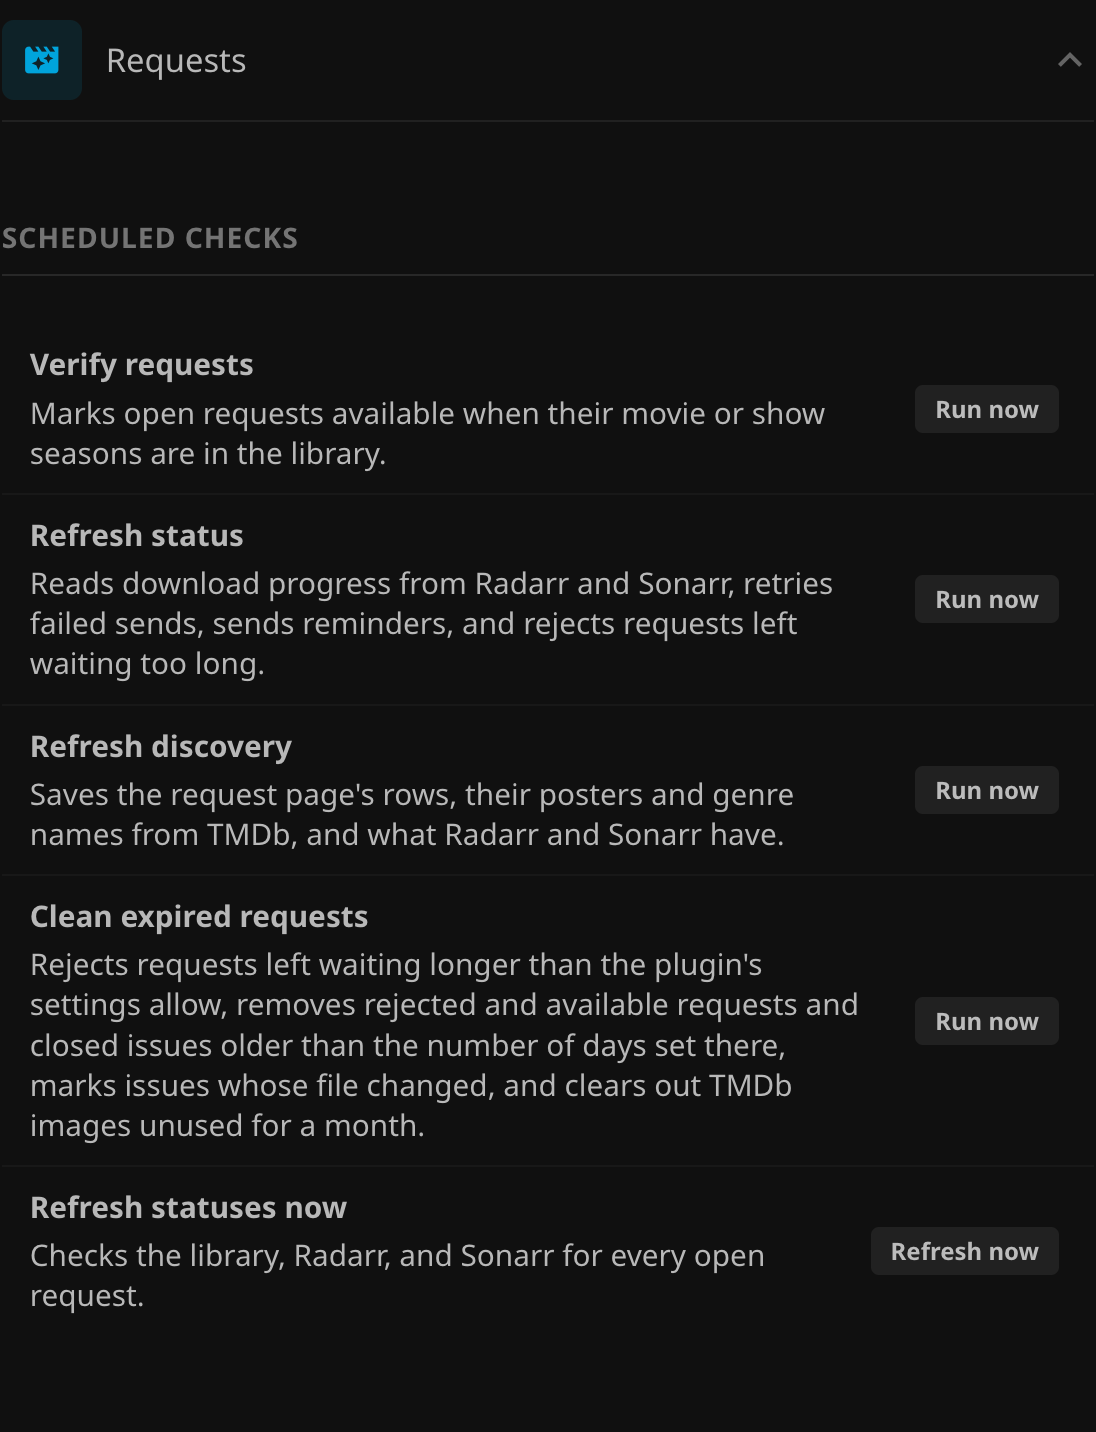 Requests
SCHEDULED CHECKS
Verify requests
Marks open requests available when their movie or show
seasons are in the library.
Run now
Refresh status
Reads download progress from Radarr and Sonarr, retries
failed sends, sends reminders, and rejects requests left
waiting too long.
Run now
Refresh discovery
Saves the request page's rows, their posters and genre
names from TMDb, and what Radarr and Sonarr have.
Run now
Clean expired requests
Rejects requests left waiting longer than the plugin's
settings allow, removes rejected and available requests and
closed issues older than the number of days set there,
marks issues whose file changed, and clears out TMDb
images unused for a month.
Run now
Refresh statuses now
Checks the library, Radarr, and Sonarr for every open
request.
Refresh now